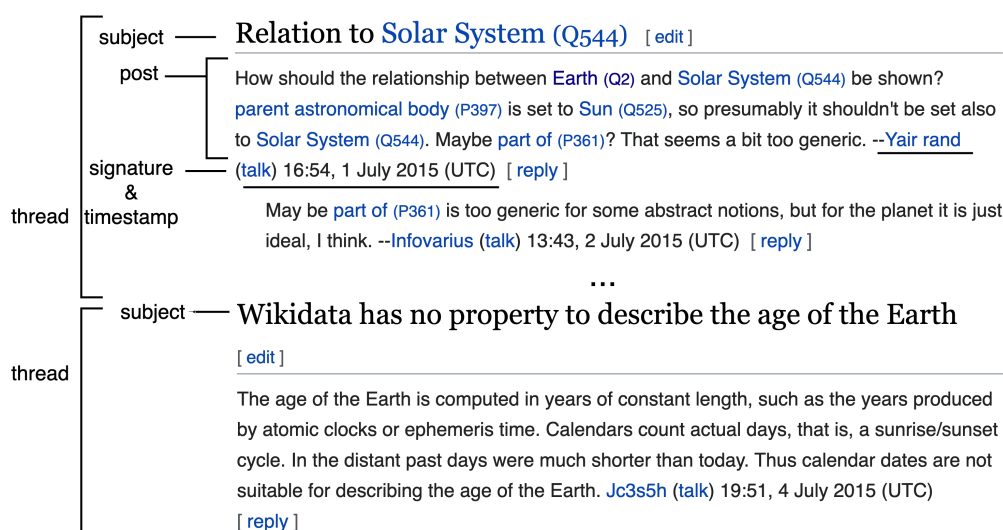 subject
Relation to Solar System (Q544) [ edit ]
post
How should the relationship between Earth (Q2) and Solar System (Q544) be shown?
parent astronomical body (P397) is set to Sun (Q525), so presumably it shouldn't be set also
to Solar System (Q544). Maybe part of (P361)? That seems a bit too generic. --Yair rand
(talk) 16:54, 1 July 2015 (UTC) [ reply ]
signature
&
timestamp
thread
May be part of (P361) is too generic for some abstract notions, but for the planet it is just
ideal, I think. --Infovarius (talk) 13:43, 2 July 2015 (UTC) [ reply ]
...
subject
Wikidata has no property to describe the age of the Earth
[ edit ]
thread
The age of the Earth is computed in years of constant length, such as the years produced
by atomic clocks or ephemeris time. Calendars count actual days, that is, a sunrise/sunset
cycle. In the distant past days were much shorter than today. Thus calendar dates are not
suitable for describing the age of the Earth. Jc3s5h (talk) 19:51, 4 July 2015 (UTC)
[ reply ]